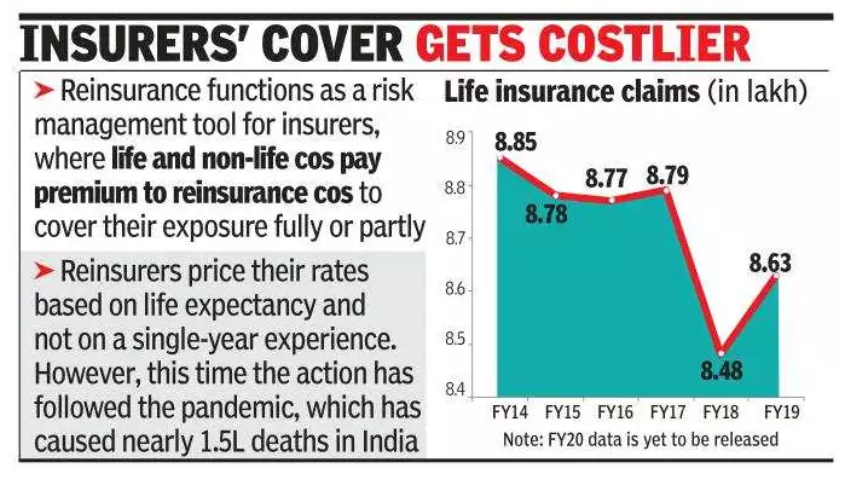 INSURERS’ COVER GETS COSTLIER
➤ Reinsurance functions as a risk
management tool for insurers,
where life and non-life cos pay
premium to reinsurance cos to
cover their exposure fully or partly
➤ Reinsurers price their rates
based on life expectancy and
not on a single-year experience.
However, this time the action has
followed the pandemic, which has
caused nearly 1.5L deaths in India
Life insurance claims (in lakh)
8.9
8.8
8.7
8.6
8.5
8.4
8.85
8.78
8.77
8.79
8.48
8.63
FY14 FY15 FY16 FY17 FY18 FY19
Note: FY20 data is yet to be released